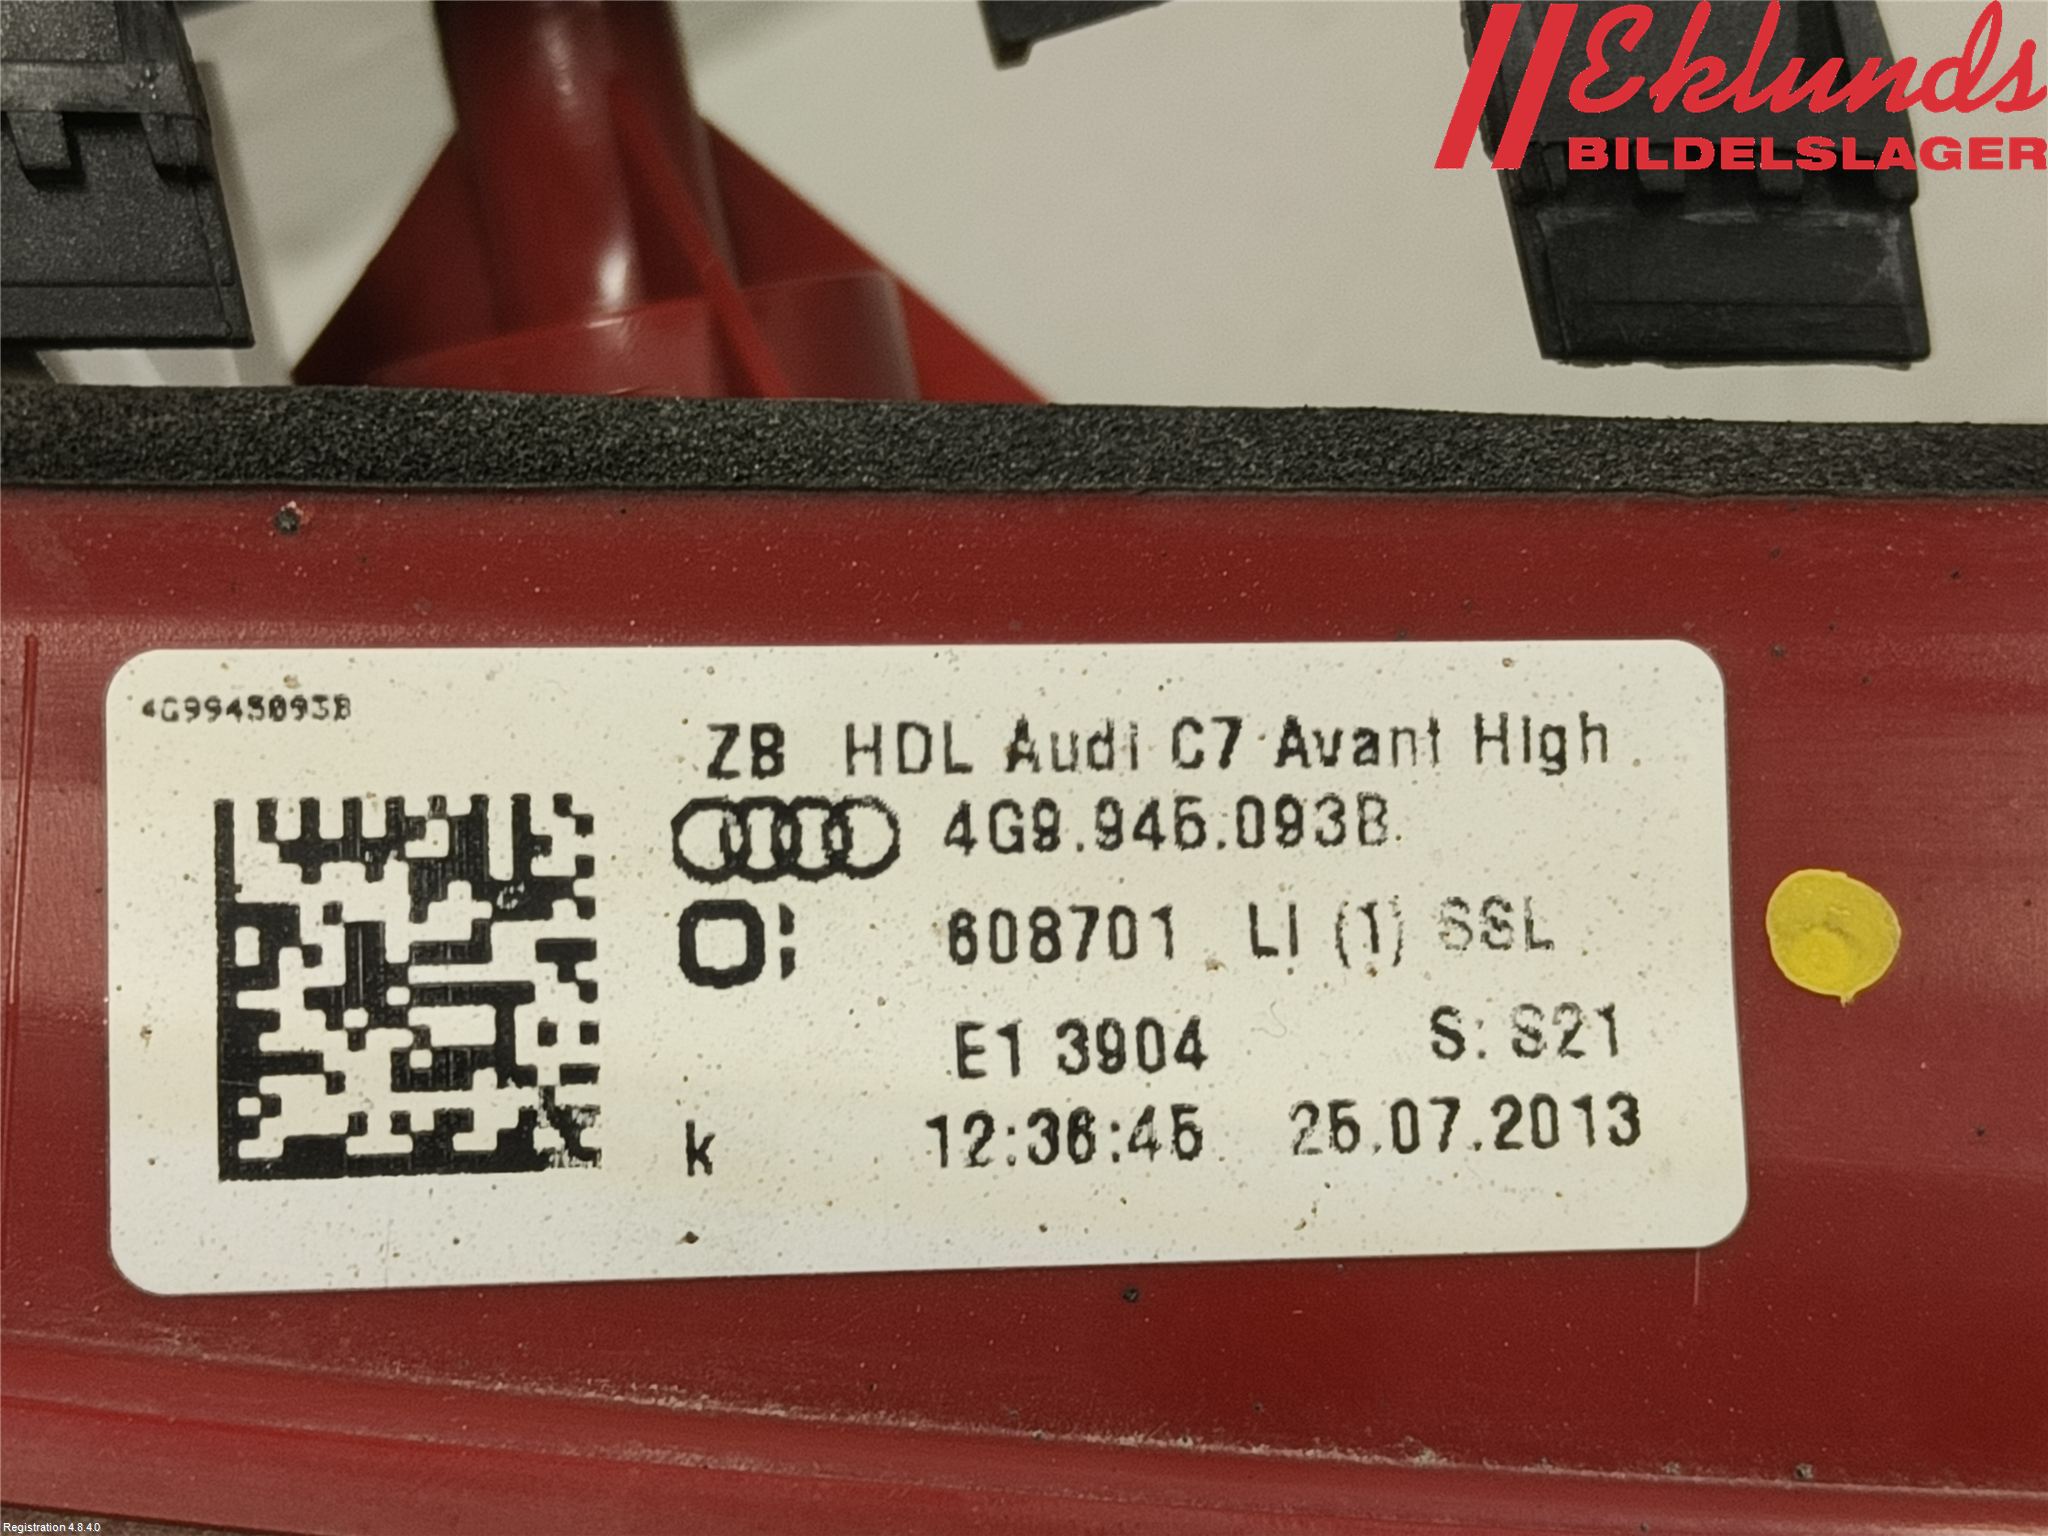 Eklunds
BILDELSLAGER
4G9945093B
ZB HDL Audi C7 Avant High
4G9.945.093B
608701 LI (1) SSL
E1 3904 S: S21
k 12:36:45 25.07.2013
Registration 4.8.4.0